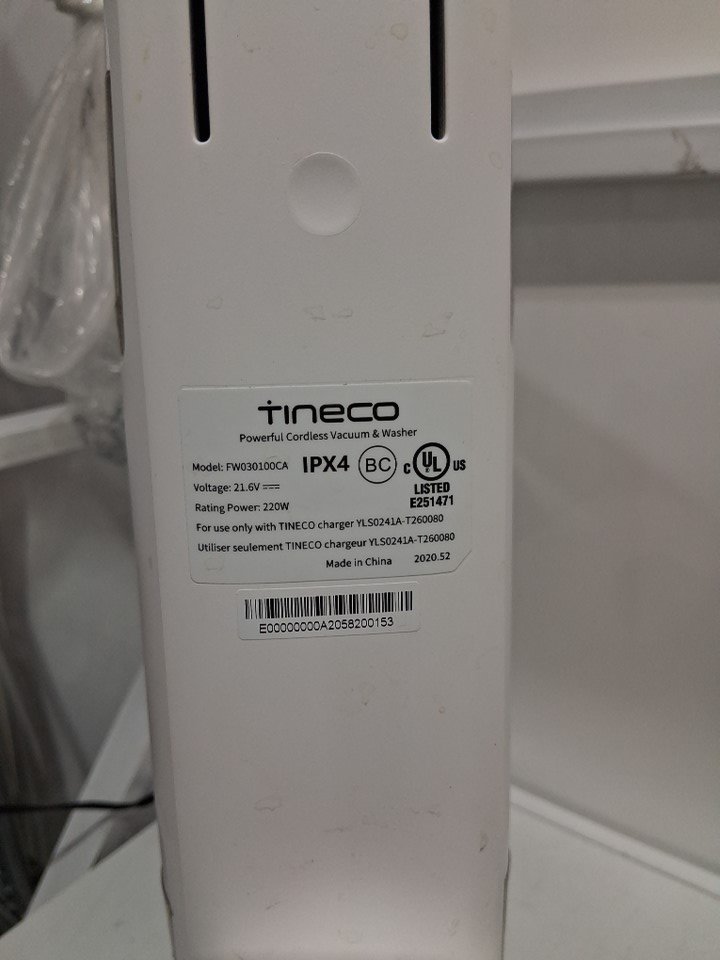 TINECO
Powerful Cordless Vacuum & Washer
Model: FW030100CA IPX4 BC c UL US
Voltage: 21.6V ⎓
LISTED
Rating Power: 220W E251471
For use only with TINECO charger YLS0241A-T260080
Utiliser seulement TINECO chargeur YLS0241A-T260080
Made in China 2020.52
E00000000A2058200153